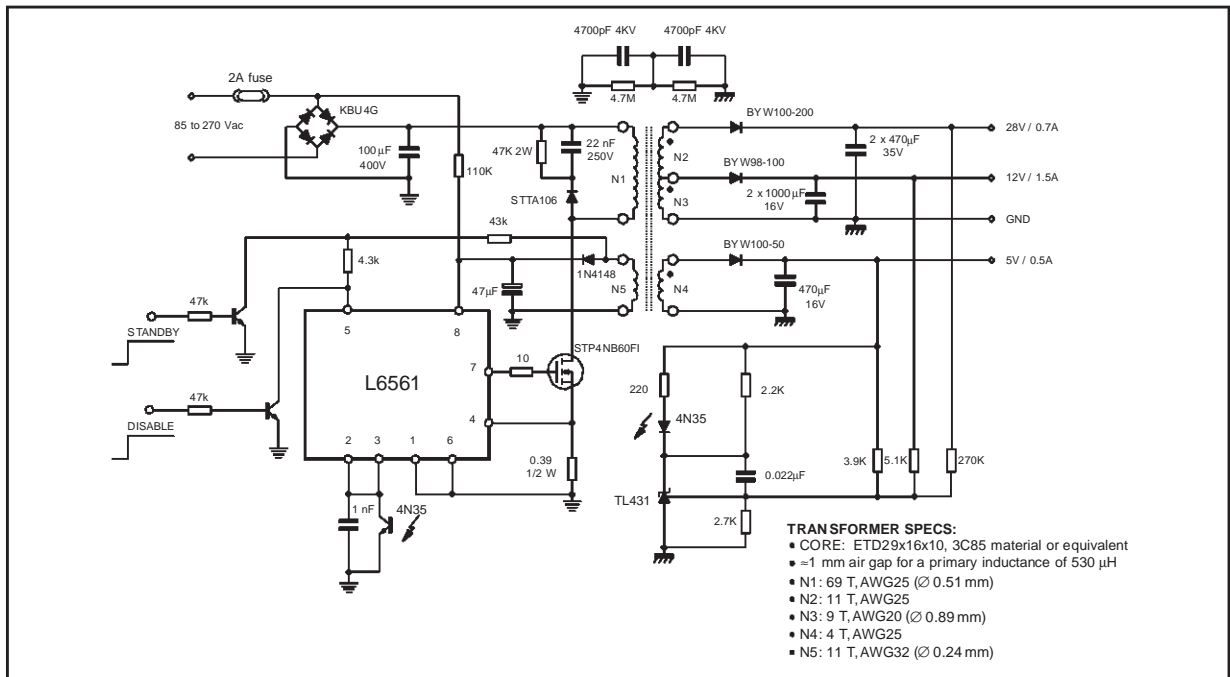 4700pF 4KV
4700pF 4KV
4.7M
4.7M
2A fuse
KBU4G
85 to 270 Vac
100 µF
400V
110K
47K 2W
22 nF
250V
STTA106
N1
N2
N3
BYW100-200
BYW98-100
2 x 470µF
35V
2 x 1000µF
16V
28V / 0.7A
12V / 1.5A
GND
43k
4.3k
1N4148
47µF
N5
N4
BYW100-50
470µF
16V
5V / 0.5A
47k
STANDBY
47k
DISABLE
5
8
L6561
7
4
2
3
1
6
10
STP4NB60FI
0.39
1/2 W
1 nF
4N35
220
4N35
2.2K
0.022µF
TL431
2.7K
3.9K
5.1K
270K
TRANSFORMER SPECS:
• CORE: ETD29x16x10, 3C85 material or equivalent
• ≈1 mm air gap for a primary inductance of 530 µH
• N1: 69 T, AWG25 (∅ 0.51 mm)
• N2: 11 T, AWG25
• N3: 9 T, AWG20 (∅ 0.89 mm)
• N4: 4 T, AWG25
• N5: 11 T, AWG32 (∅ 0.24 mm)